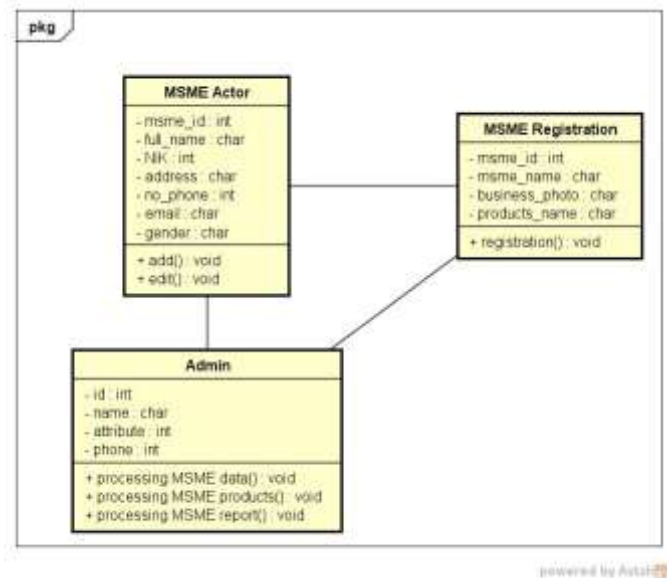 pkg
MSME Actor
- msme_id : int
- full_name : char
- NIK : int
- address : char
- no_phone : int
- email : char
- gender : char
+ add() : void
+ edit() : void
MSME Registration
- msme_id : int
- msme_name : char
- business_photo : char
- products_name : char
+ registration() : void
Admin
- id : int
- name : char
- attribute : int
- phone : int
+ processing MSME data() : void
+ processing MSME products() : void
+ processing MSME report() : void
powered by Astah